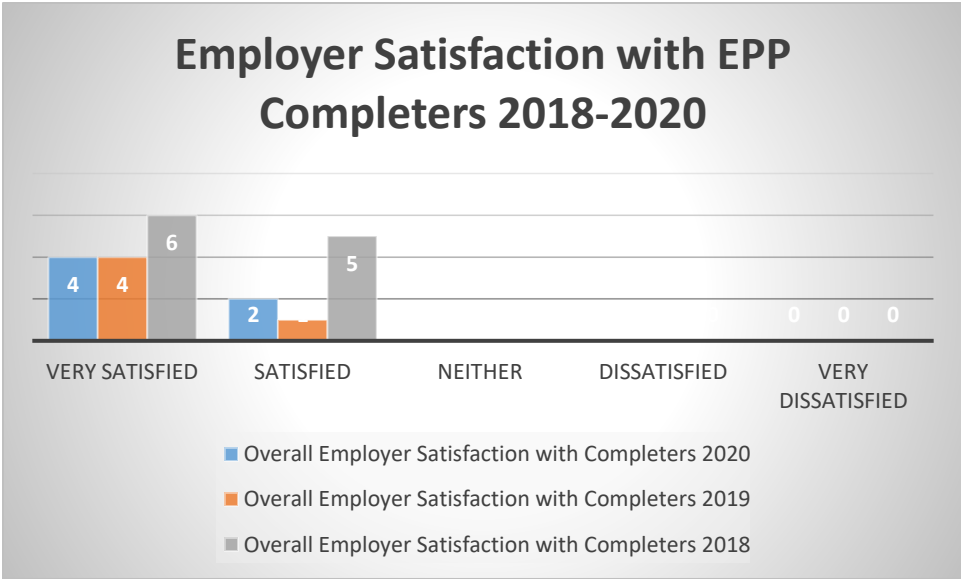 Employer Satisfaction with EPP
Completers 2018-2020
6
4 4
5
2
0 0 0
VERY SATISFIED SATISFIED NEITHER DISSATISFIED VERY
DISSATISFIED
Overall Employer Satisfaction with Completers 2020
Overall Employer Satisfaction with Completers 2019
Overall Employer Satisfaction with Completers 2018